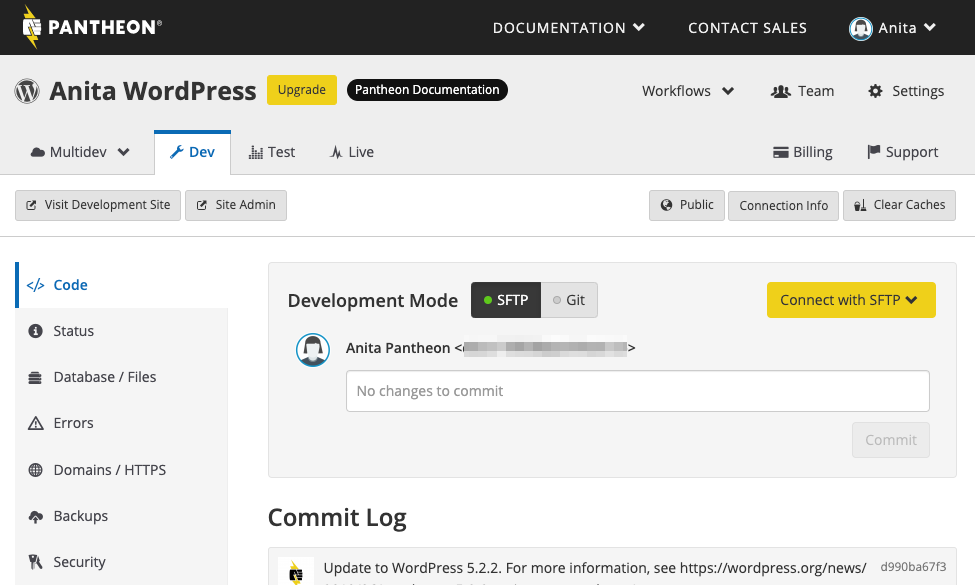 PANTHEON® DOCUMENTATION CONTACT SALES Anita
Anita WordPress Upgrade Pantheon Documentation Workflows Team Settings
Multidev Dev Test Live Billing Support
Visit Development Site Site Admin Public Connection Info Clear Caches
</> Code
Status
Database / Files
Errors
Domains / HTTPS
Backups
Security
Development Mode SFTP Git Connect with SFTP
Anita Pantheon < >
No changes to commit
Commit
Commit Log
Update to WordPress 5.2.2. For more information, see https://wordpress.org/news/ d990ba67f3